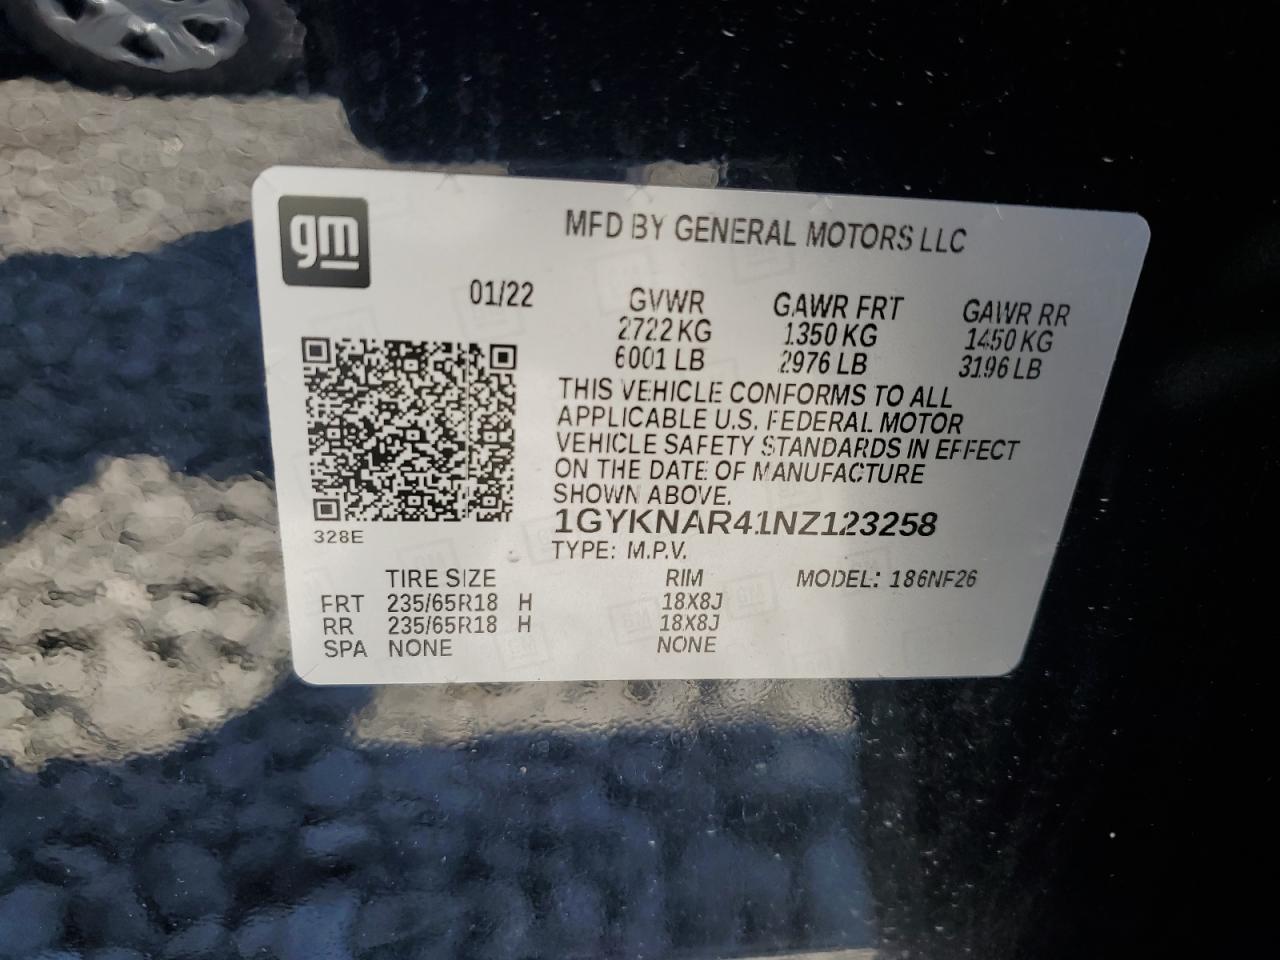 gm
MFD BY GENERAL MOTORS LLC
01/22
GVWR GAWR FRT GAWR RR
2722 KG 1350 KG 1450 KG
6001 LB 2976 LB 3196 LB
THIS VEHICLE CONFORMS TO ALL
APPLICABLE U.S. FEDERAL MOTOR
VEHICLE SAFETY STANDARDS IN EFFECT
ON THE DATE OF MANUFACTURE
SHOWN ABOVE.
1GYKNAR41NZ123258
328E
TYPE: M.P.V.
TIRE SIZE RIM MODEL: 186NF26
FRT 235/65R18 H 18X8J
RR 235/65R18 H 18X8J
SPA NONE NONE